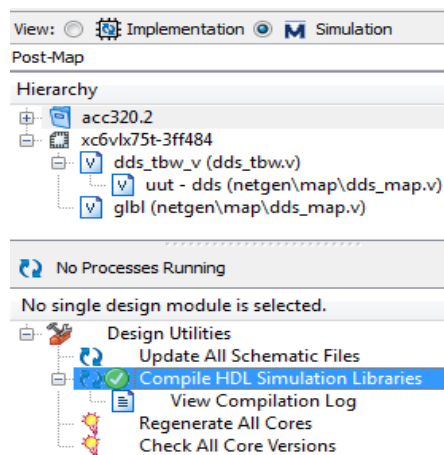 View: Implementation Simulation
Post-Map
Hierarchy
acc320.2
xc6vlx75t-3ff484
dds_tbw_v (dds_tbw.v)
uut - dds (netgen\map\dds_map.v)
glbl (netgen\map\dds_map.v)
No Processes Running
No single design module is selected.
Design Utilities
Update All Schematic Files
Compile HDL Simulation Libraries
View Compilation Log
Regenerate All Cores
Check All Core Versions